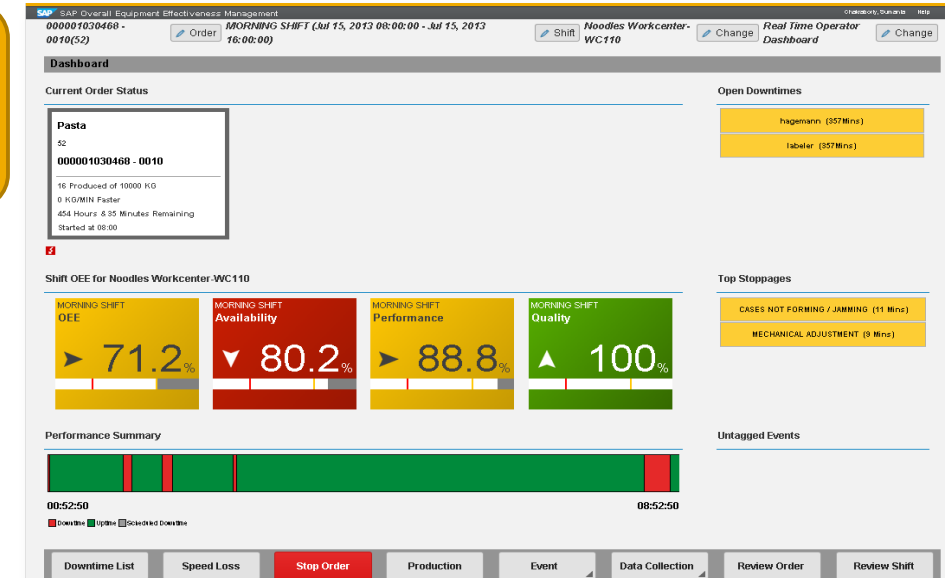 SAP SAP Overall Equipment Effectiveness Management
Chakraborty, Sumanta Help
000001030468 - 0010(52)
Order
MORNING SHIFT (Jul 15, 2013 08:00:00 - Jul 15, 2013 16:00:00)
Shift
Noodles Workcenter-WC110
Change
Real Time Operator Dashboard
Change
Dashboard
Current Order Status
Open Downtimes
Pasta
52
000001030468 - 0010
16 Produced of 10000 KG
0 KG/MIN Faster
454 Hours & 35 Minutes Remaining
Started at 08:00
hagemann (357Mins)
labeler (357Mins)
Shift OEE for Noodles Workcenter-WC110
Top Stoppages
MORNING SHIFT
OEE
71.2%
MORNING SHIFT
Availability
80.2%
MORNING SHIFT
Performance
88.8%
MORNING SHIFT
Quality
100%
CASES NOT FORMING / JAMMING (11 Mins)
MECHANICAL ADJUSTMENT (9 Mins)
Performance Summary
Untagged Events
00:52:50
08:52:50
Downtime Uptime Scheduled Downtime
Downtime List
Speed Loss
Stop Order
Production
Event
Data Collection
Review Order
Review Shift